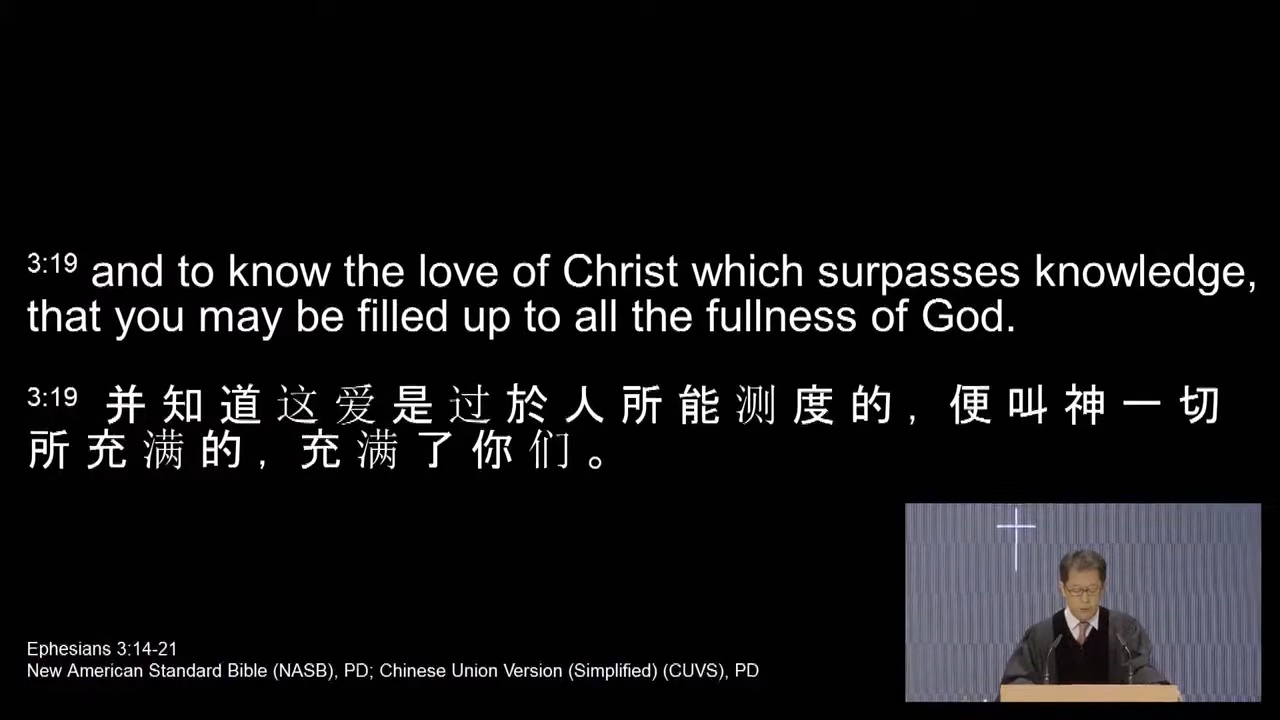 3:19 and to know the love of Christ which surpasses knowledge,
that you may be filled up to all the fullness of God.
3:19 并知道这爱是过於人所能测度的，便叫神一切
所充满的，充满了你们。
Ephesians 3:14-21
New American Standard Bible (NASB), PD; Chinese Union Version (Simplified) (CUVS), PD